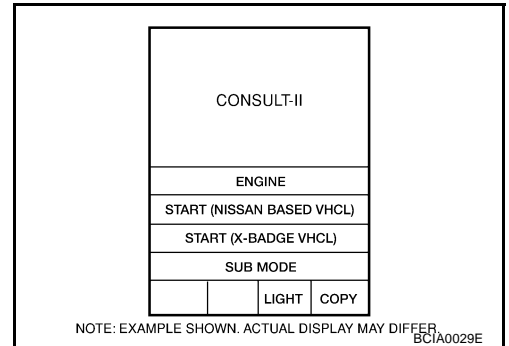 CONSULT-II
ENGINE
START (NISSAN BASED VHCL)
START (X-BADGE VHCL)
SUB MODE
LIGHT COPY
NOTE: EXAMPLE SHOWN. ACTUAL DISPLAY MAY DIFFER.
BCIA0029E